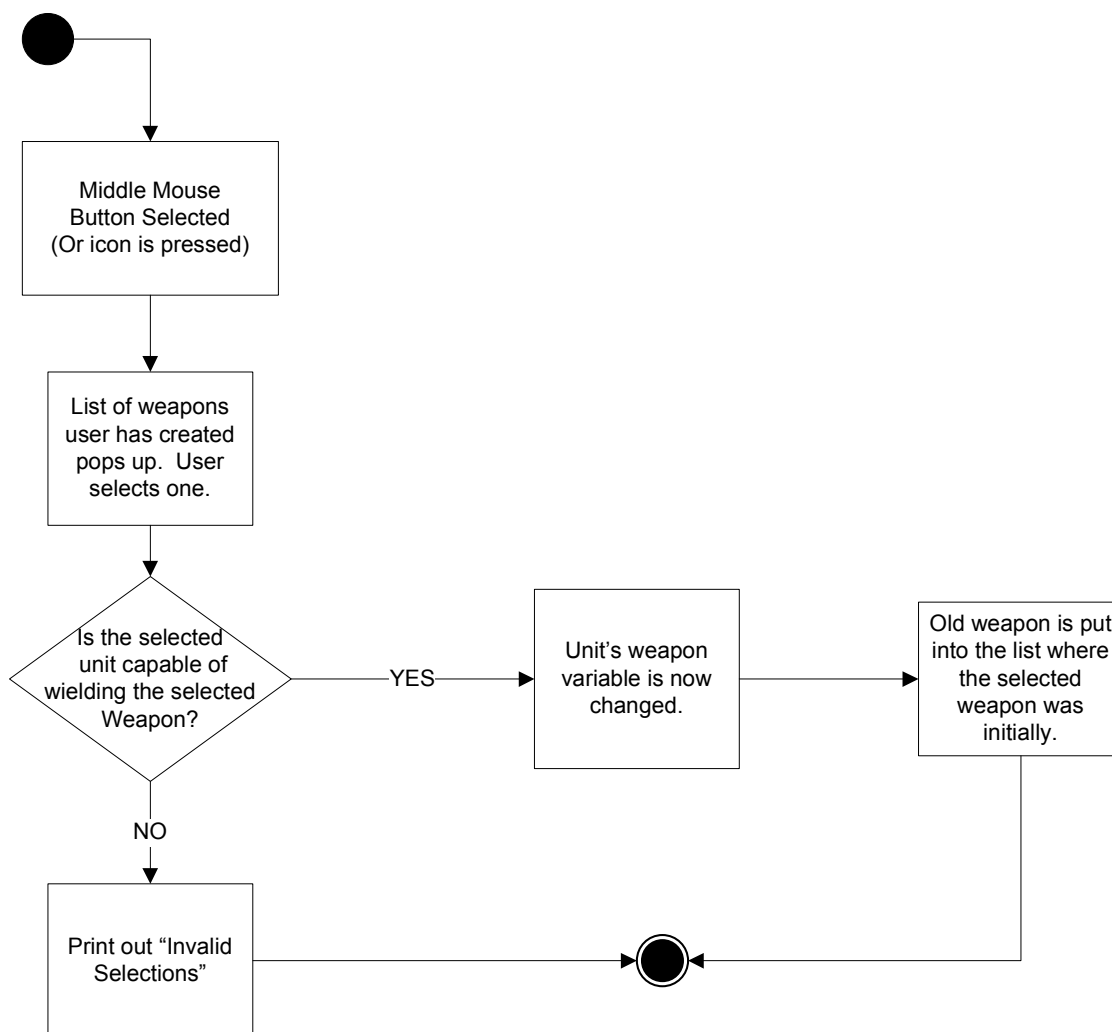 Middle Mouse
Button Selected
(Or icon is pressed)
List of weapons
user has created
pops up.  User
selects one.
Is the selected
unit capable of
wielding the selected
Weapon?
YES
Unit’s weapon
variable is now
changed.
Old weapon is put
into the list where
the selected
weapon was
initially.
NO
Print out “Invalid
Selections”